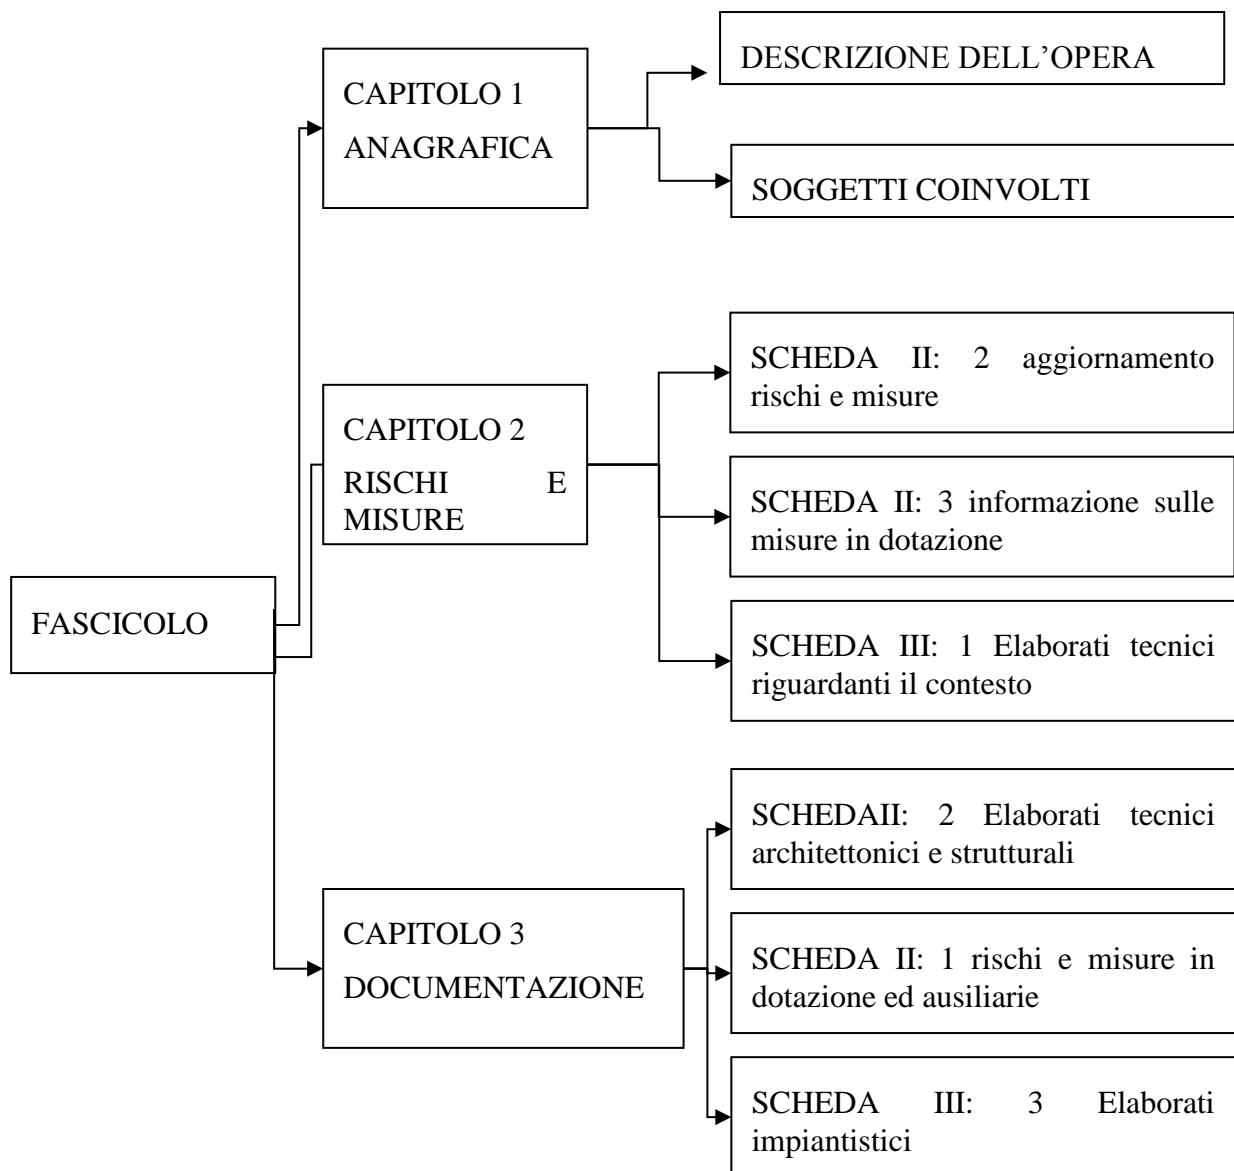 DESCRIZIONE DELL’OPERA
CAPITOLO 1
ANAGRAFICA
SOGGETTI COINVOLTI
SCHEDA II: 2 aggiornamento
rischi e misure
CAPITOLO 2
RISCHI E
MISURE
SCHEDA II: 3 informazione sulle
misure in dotazione
FASCICOLO
SCHEDA III: 1 Elaborati tecnici
riguardanti il contesto
SCHEDAII: 2 Elaborati tecnici
architettonici e strutturali
CAPITOLO 3
DOCUMENTAZIONE
SCHEDA II: 1 rischi e misure in
dotazione ed ausiliarie
SCHEDA III: 3 Elaborati
impiantistici